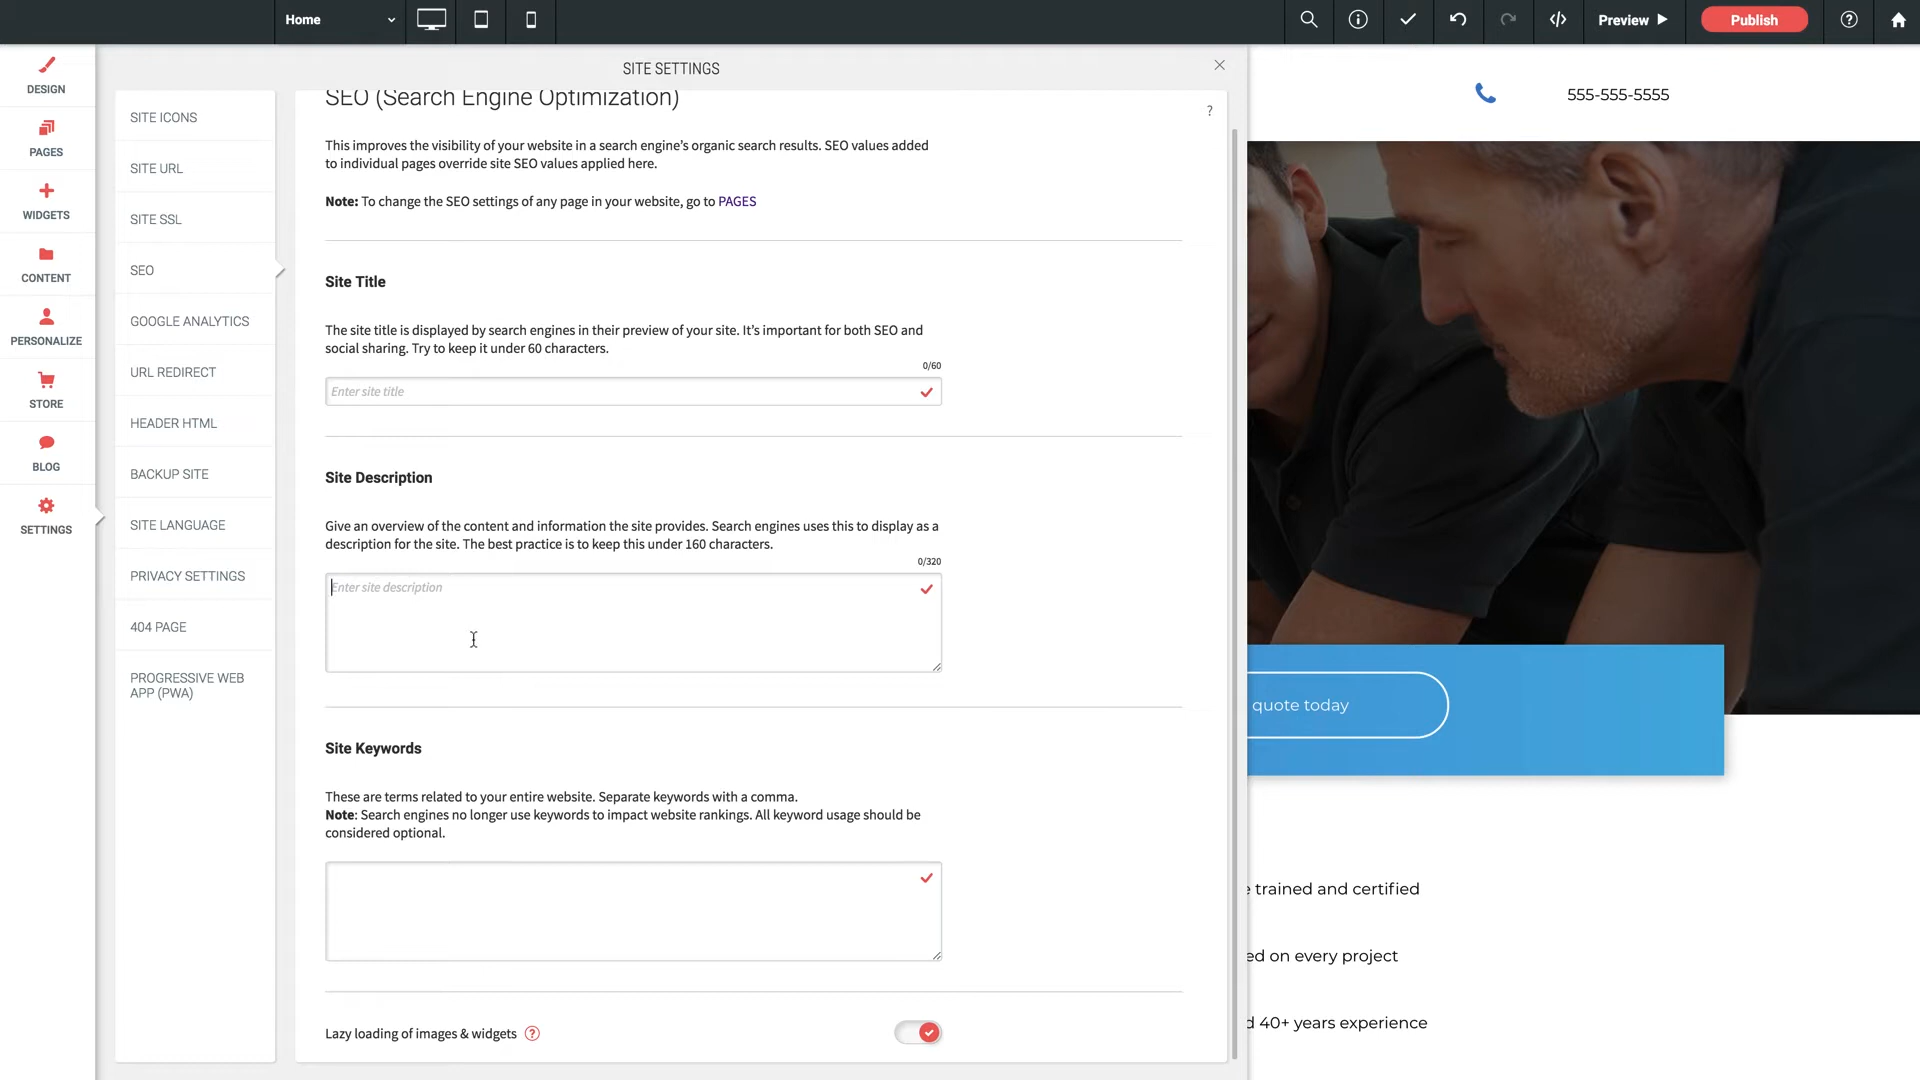 Home
Preview
Publish
DESIGN
PAGES
WIDGETS
CONTENT
PERSONALIZE
STORE
BLOG
SETTINGS
SITE SETTINGS
SITE ICONS
SITE URL
SITE SSL
SEO
GOOGLE ANALYTICS
URL REDIRECT
HEADER HTML
BACKUP SITE
SITE LANGUAGE
PRIVACY SETTINGS
404 PAGE
PROGRESSIVE WEB
APP (PWA)
SEO (Search Engine Optimization)
?
This improves the visibility of your website in a search engine’s organic search results. SEO values added
to individual pages override site SEO values applied here.
Note: To change the SEO settings of any page in your website, go to PAGES
Site Title
The site title is displayed by search engines in their preview of your site. It’s important for both SEO and
social sharing. Try to keep it under 60 characters.
0/60
Enter site title
Site Description
Give an overview of the content and information the site provides. Search engines uses this to display as a
description for the site. The best practice is to keep this under 160 characters.
0/320
Enter site description
Site Keywords
These are terms related to your entire website. Separate keywords with a comma.
Note: Search engines no longer use keywords to impact website rankings. All keyword usage should be
considered optional.
Lazy loading of images & widgets ?
555-555-5555
quote today
e trained and certified
ed on every project
d 40+ years experience